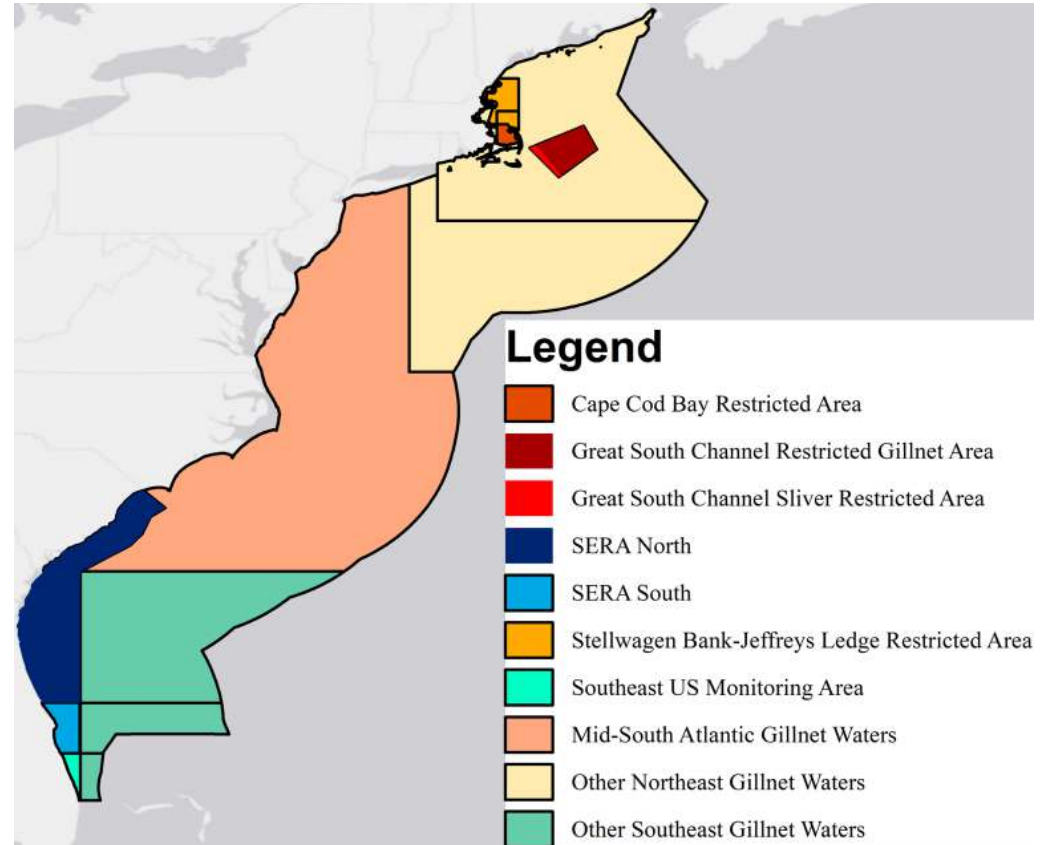 Legend
Cape Cod Bay Restricted Area
Great South Channel Restricted Gillnet Area
Great South Channel Sliver Restricted Area
SERA North
SERA South
Stellwagen Bank-Jeffreys Ledge Restricted Area
Southeast US Monitoring Area
Mid-South Atlantic Gillnet Waters
Other Northeast Gillnet Waters
Other Southeast Gillnet Waters